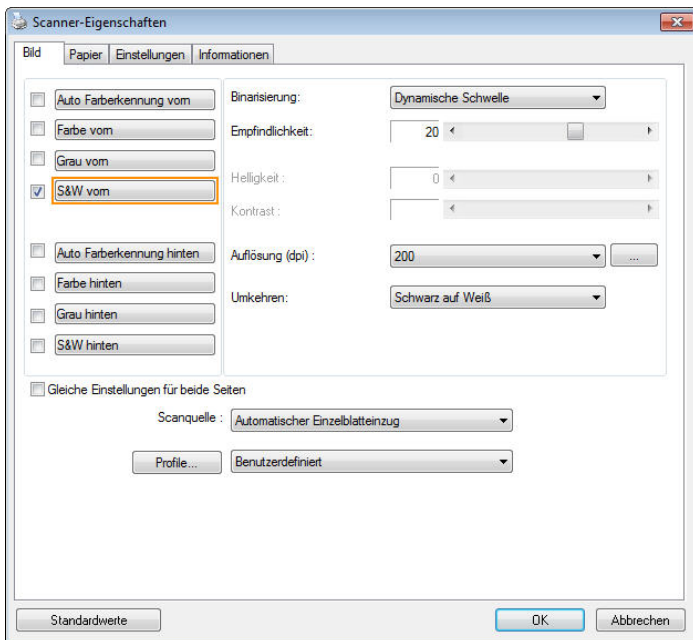 Scanner-Eigenschaften
Bild Papier Einstellungen Informationen
Auto Farberkennung vorn Binarisierung: Dynamische Schwelle
Farbe vorn Empfindlichkeit: 20
Grau vorn
S&W vorn Helligkeit : 0
Kontrast :
Auto Farberkennung hinten Auflösung (dpi) : 200 ...
Farbe hinten Umkehren: Schwarz auf Weiß
Grau hinten
S&W hinten
Gleiche Einstellungen für beide Seiten
Scanquelle : Automatischer Einzelblatteinzug
Profile... Benutzerdefiniert
Standardwerte OK Abbrechen